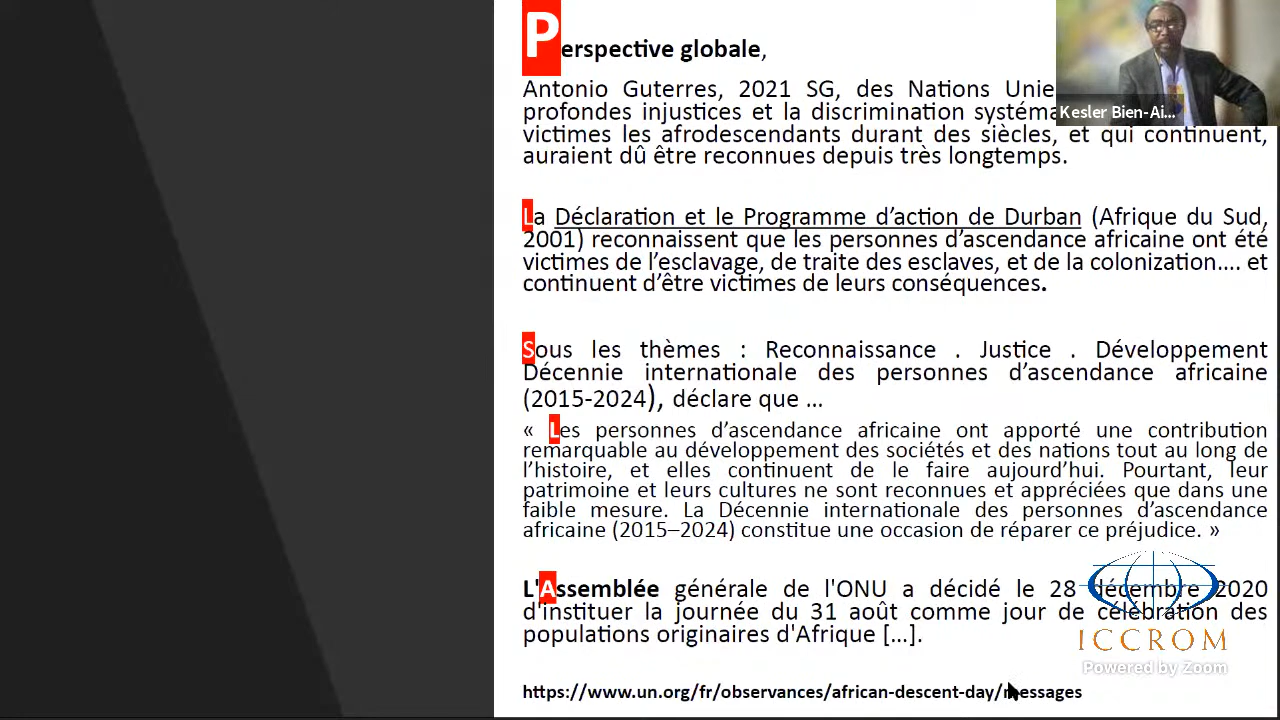 Perspective globale,
Antonio Guterres, 2021 SG, des Nations Unie
profondes injustices et la discrimination systéma
victimes les afrodescendants durant des siècles, et qui continuent,
auraient dû être reconnues depuis très longtemps.
Kesler Bien-Ai...
La Déclaration et le Programme d’action de Durban (Afrique du Sud,
2001) reconnaissent que les personnes d’ascendance africaine ont été
victimes de l’esclavage, de traite des esclaves, et de la colonization.... et
continuent d’être victimes de leurs conséquences.
Sous les thèmes : Reconnaissance . Justice . Développement
Décennie internationale des personnes d’ascendance africaine
(2015-2024), déclare que ...
« Les personnes d’ascendance africaine ont apporté une contribution
remarquable au développement des sociétés et des nations tout au long de
l’histoire, et elles continuent de le faire aujourd’hui. Pourtant, leur
patrimoine et leurs cultures ne sont reconnues et appréciées que dans une
faible mesure. La Décennie internationale des personnes d’ascendance
africaine (2015–2024) constitue une occasion de réparer ce préjudice. »
L'Assemblée générale de l'ONU a décidé le 28 décembre 2020
d'instituer la journée du 31 août comme jour de célébration des
populations originaires d'Afrique [...].
ICCROM
Powered by Zoom
https://www.un.org/fr/observances/african-descent-day/messages